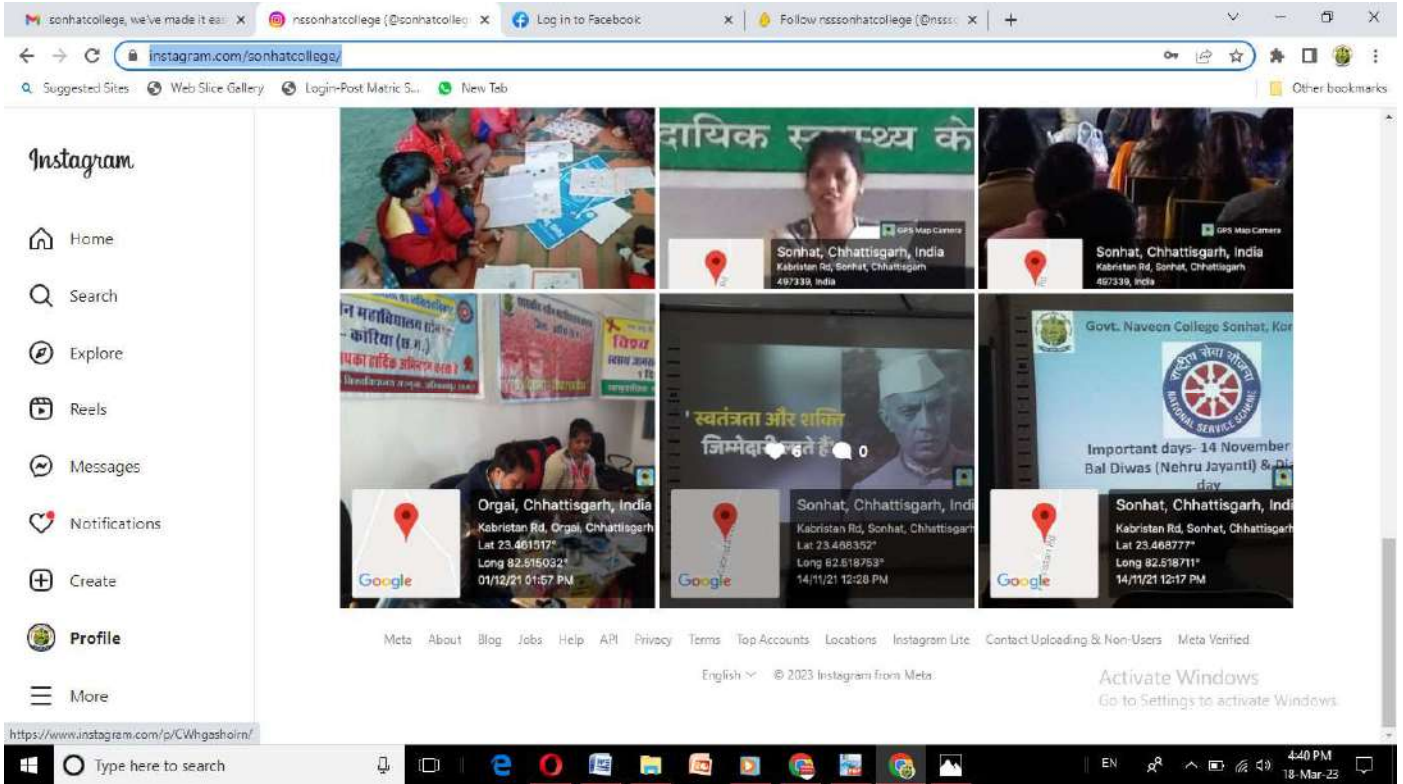 sonhatcollege, we've made it eas
nssonhatcollege (@sonhatcolleg
Log in to Facebook
Follow nsssonhatcollege (@nsss
instagram.com/sonhatcollege/
Suggested Sites
Web Slice Gallery
Login-Post Matric S...
New Tab
Other bookmarks
Instagram
Home
Search
Explore
Reels
Messages
Notifications
Create
Profile
More
दायिक स्वास्थ्य के
GPS Map Camera
Sonhat, Chhattisgarh, India
Kabristan Rd, Sonhat, Chhattisgarh
497339, India
GPS Map Camera
Sonhat, Chhattisgarh, India
Kabristan Rd, Sonhat, Chhattisgarh
497339, India
न महाविद्यालय
कोरिया (छ.ग.)
पका हार्दिक अभिनंदन करता है
विश्व
Orgai, Chhattisgarh, India
Kabristan Rd, Orgai, Chhattisgarh
Lat 23.461517°
Long 82.515032°
01/12/21 01:57 PM
Google
'स्वतंत्रता और शक्ति
6 0
Sonhat, Chhattisgarh, Indi
Kabristan Rd, Sonhat, Chhattisgarh
Lat 23.468352°
Long 82.518753°
14/11/21 12:28 PM
Google
Govt. Naveen College Sonhat, Kor
राष्ट्रीय सेवा योजना
NATIONAL SERVICE SCHEME
Important days- 14 November
Bal Diwas (Nehru Jayanti) &
day
Sonhat, Chhattisgarh, Indi
Kabristan Rd, Sonhat, Chhattisgarh
Lat 23.468777°
Long 82.518711°
14/11/21 12:17 PM
Google
Meta About Blog Jobs Help API Privacy Terms Top Accounts Locations Instagram Lite Contact Uploading & Non-Users Meta Verified
English © 2023 Instagram from Meta
Activate Windows
Go to Settings to activate Windows.
https://www.instagram.com/p/CWhgashoirn/
Type here to search
EN
4:40 PM
18-Mar-23